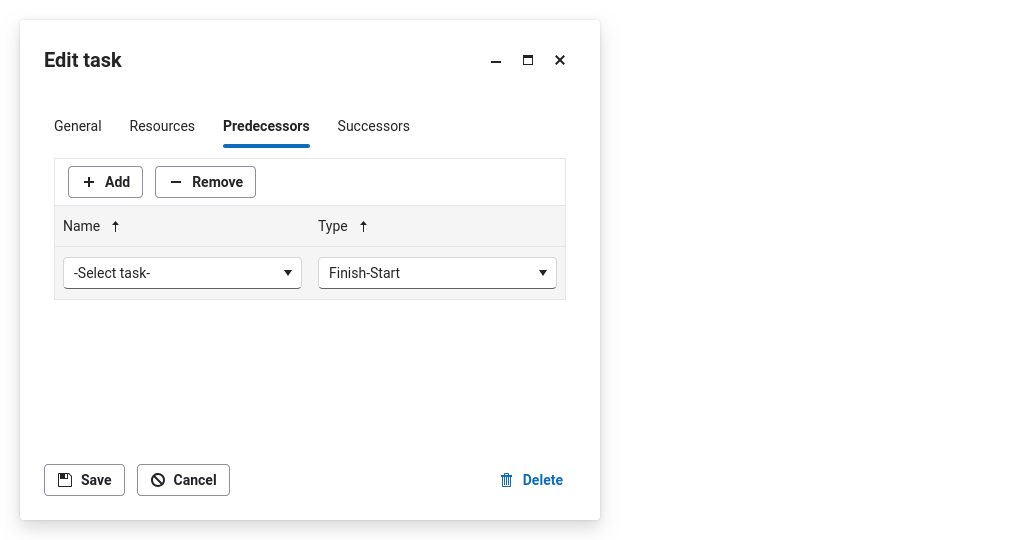 Edit task
General Resources Predecessors Successors
Add Remove
Name Type
-Select task- Finish-Start
Save Cancel Delete